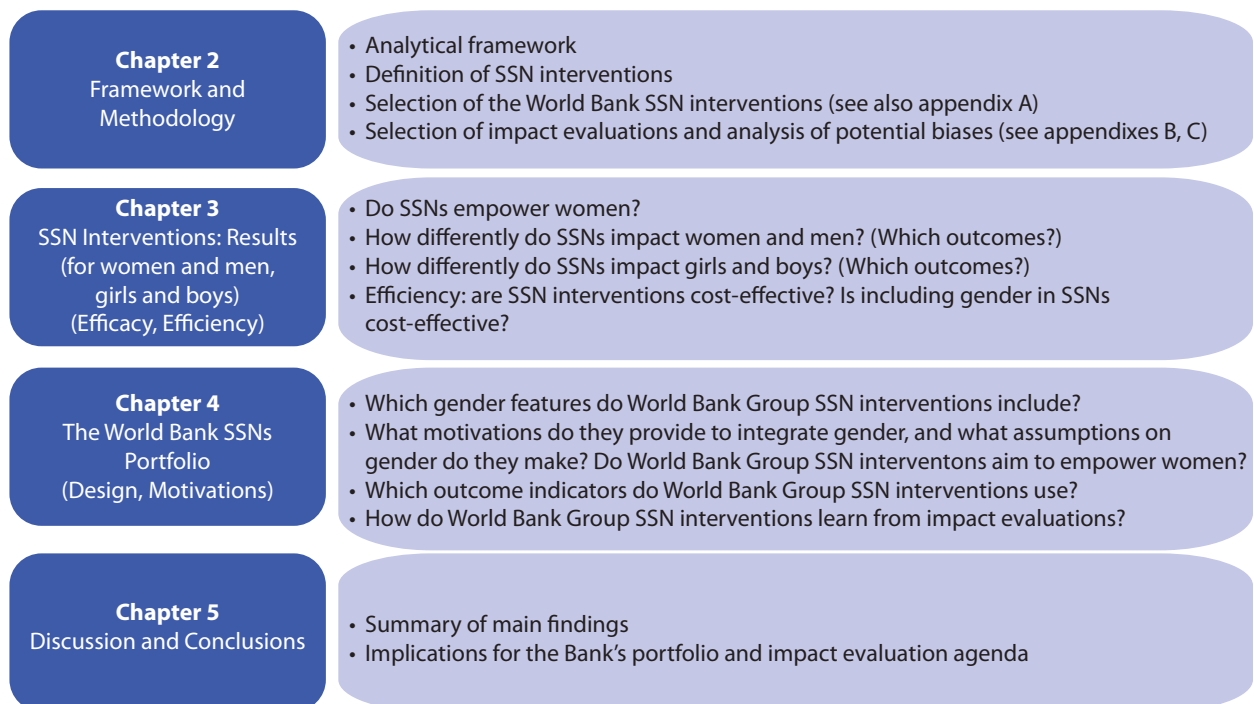 Chapter 2
Framework and
Methodology
• Analytical framework
• Definition of SSN interventions
• Selection of the World Bank SSN interventions (see also appendix A)
• Selection of impact evaluations and analysis of potential biases (see appendixes B, C)
Chapter 3
SSN Interventions: Results
(for women and men,
girls and boys)
(Efficacy, Efficiency)
• Do SSNs empower women?
• How differently do SSNs impact women and men? (Which outcomes?)
• How differently do SSNs impact girls and boys? (Which outcomes?)
• Efficiency: are SSN interventions cost-effective? Is including gender in SSNs
cost-effective?
Chapter 4
The World Bank SSNs
Portfolio
(Design, Motivations)
• Which gender features do World Bank Group SSN interventions include?
• What motivations do they provide to integrate gender, and what assumptions on
gender do they make? Do World Bank Group SSN interventons aim to empower women?
• Which outcome indicators do World Bank Group SSN interventions use?
• How do World Bank Group SSN interventions learn from impact evaluations?
Chapter 5
Discussion and Conclusions
• Summary of main findings
• Implications for the Bank's portfolio and impact evaluation agenda